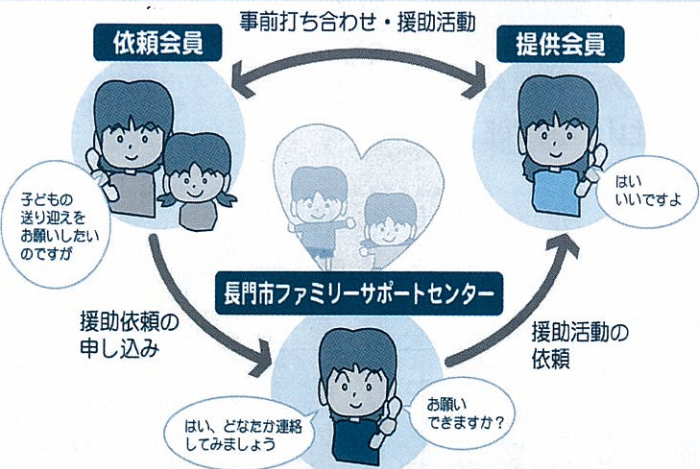 事前打ち合わせ・援助活動
依頼会員
提供会員
子どもの
送り迎えを
お願いしたい
のですが
はい
いいですよ
長門市ファミリーサポートセンター
援助依頼の
申し込み
援助活動の
依頼
はい、どなたか連絡
してみましょう
お願い
できますか？